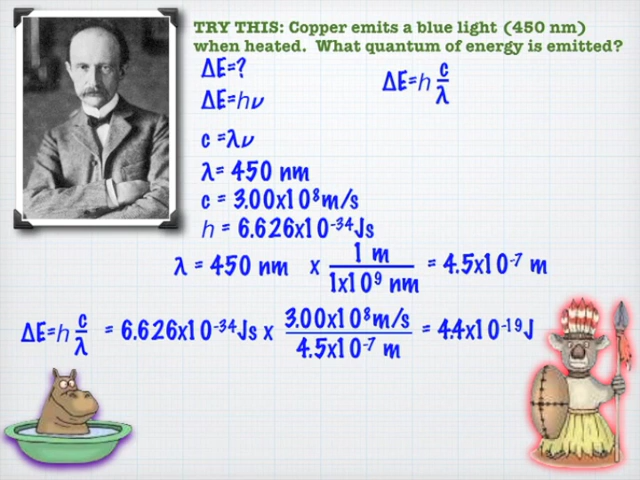 TRY THIS: Copper emits a blue light (450 nm)
when heated. What quantum of energy is emitted?
ΔE=?
ΔE=hν
ΔE=h c/λ
c =λν
λ= 450 nm
c = 3.00x10⁸m/s
h = 6.626x10⁻³⁴Js
λ = 450 nm x 1 m/1x10⁹ nm = 4.5x10⁻⁷ m
ΔE=h c/λ = 6.626x10⁻³⁴Js x 3.00x10⁸m/s/4.5x10⁻⁷ m = 4.4x10⁻¹⁹J